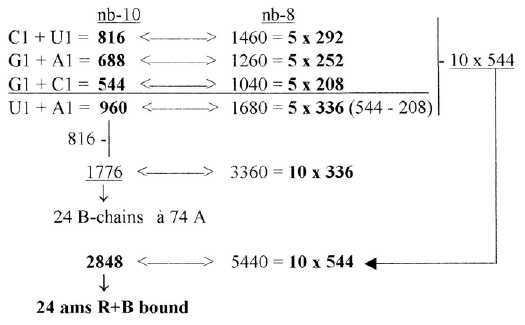 nb-10 nb-8
C1 + U1 = 816 <——> 1460 = 5 x 292
G1 + A1 = 688 <——> 1260 = 5 x 252
G1 + C1 = 544 <——> 1040 = 5 x 208
U1 + A1 = 960 <——> 1680 = 5 x 336 (544 - 208)
- 10 x 544
816 -
1776 <——> 3360 = 10 x 336
24 B-chains à 74 A
2848 <——> 5440 = 10 x 544
24 ams R+B bound